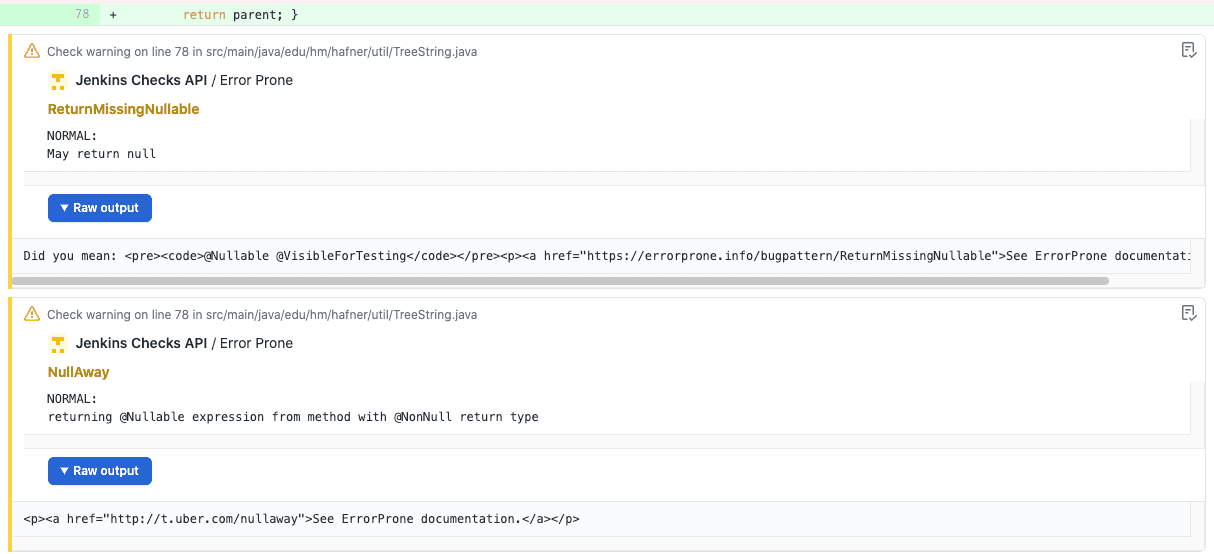 78 + return parent; }
Check warning on line 78 in src/main/java/edu/hm/hafner/util/TreeString.java
Jenkins Checks API / Error Prone
ReturnMissingNullable
NORMAL:
May return null
▼ Raw output
Did you mean: <pre><code>@Nullable @VisibleForTesting</code></pre><p><a href="https://errorprone.info/bugpattern/ReturnMissingNullable">See ErrorProne documentati
Check warning on line 78 in src/main/java/edu/hm/hafner/util/TreeString.java
Jenkins Checks API / Error Prone
NullAway
NORMAL:
returning @Nullable expression from method with @NonNull return type
▼ Raw output
<p><a href="http://t.uber.com/nullaway">See ErrorProne documentation.</a></p>